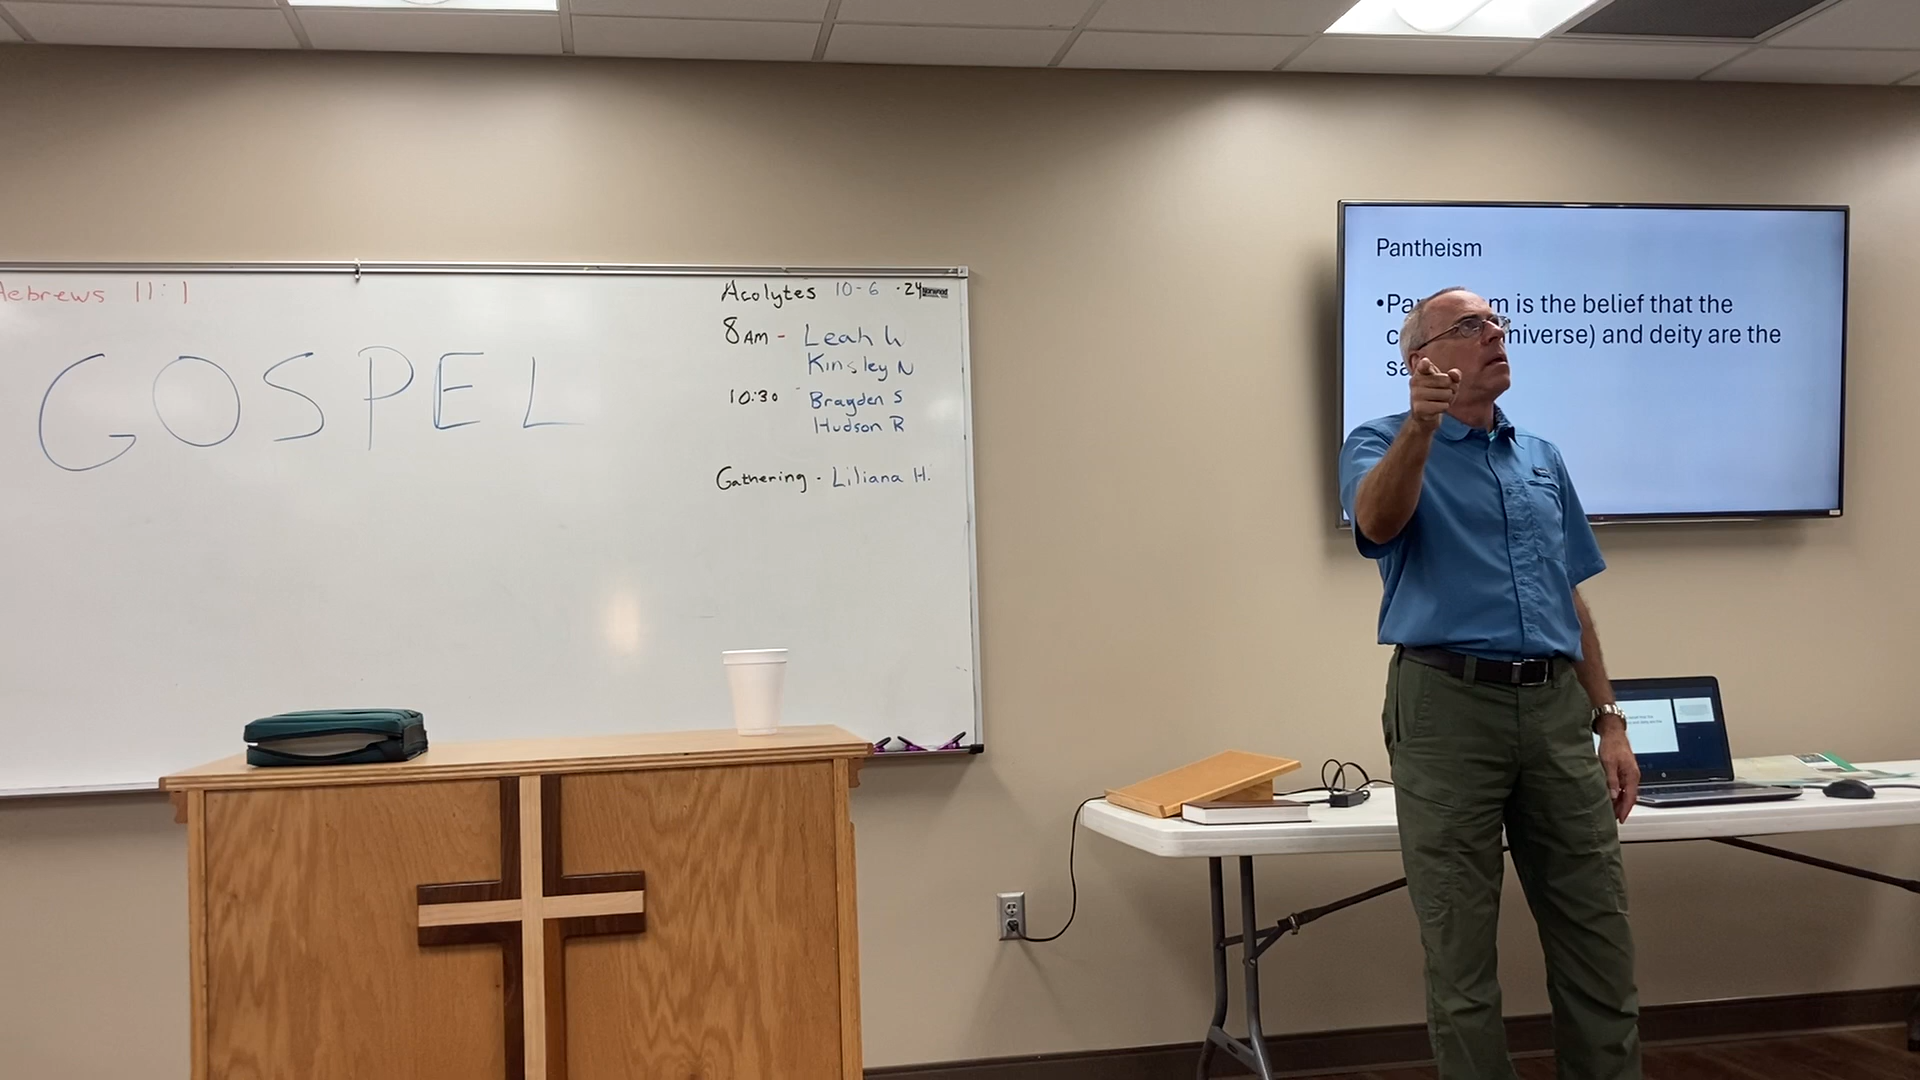 Hebrews 11:1
GOSPEL
Acolytes 10-6 .24
8AM - Leah W
Kinsley N
10:30 Brayden S
Hudson R
Gathering - Liliana H.
Pantheism
•Pa m is the belief that the
c niverse) and deity are the
sa